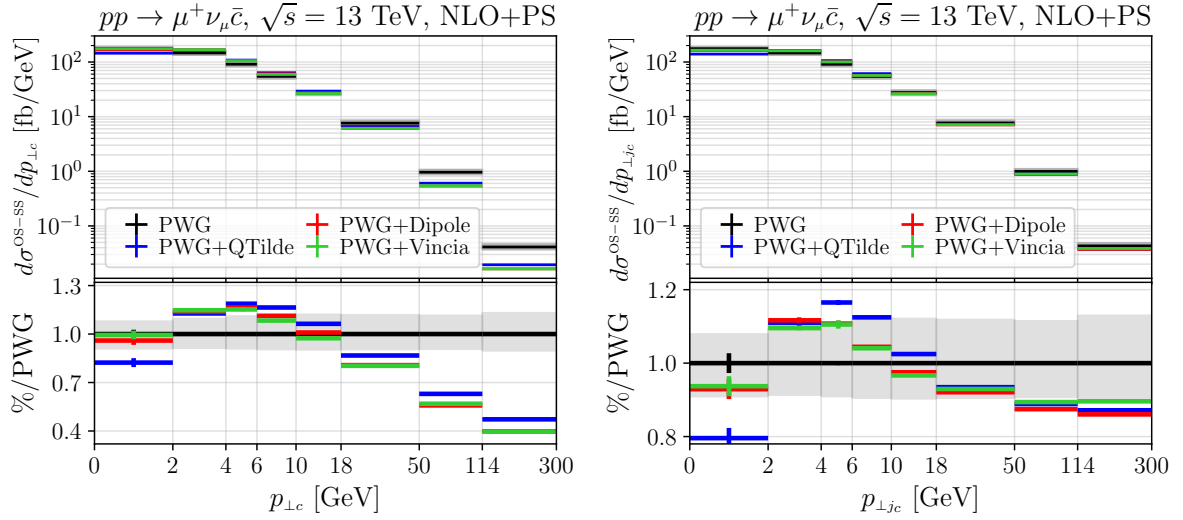 pp → μ⁺ν_μc̄, √s = 13 TeV, NLO+PS
dσ^{os−ss}/dp_{⊥c} [fb/GeV]
10²
10¹
10⁰
10⁻¹
PWG
PWG+QTilde
PWG+Dipole
PWG+Vincia
%/PWG
1.3
1.0
0.7
0.4
0 2 4 6 10 18 50 114 300
p_{⊥c} [GeV]
pp → μ⁺ν_μc̄, √s = 13 TeV, NLO+PS
dσ^{os−ss}/dp_{⊥jc} [fb/GeV]
10²
10¹
10⁰
10⁻¹
PWG
PWG+QTilde
PWG+Dipole
PWG+Vincia
%/PWG
1.2
1.0
0.8
0 2 4 6 10 18 50 114 300
p_{⊥jc} [GeV]